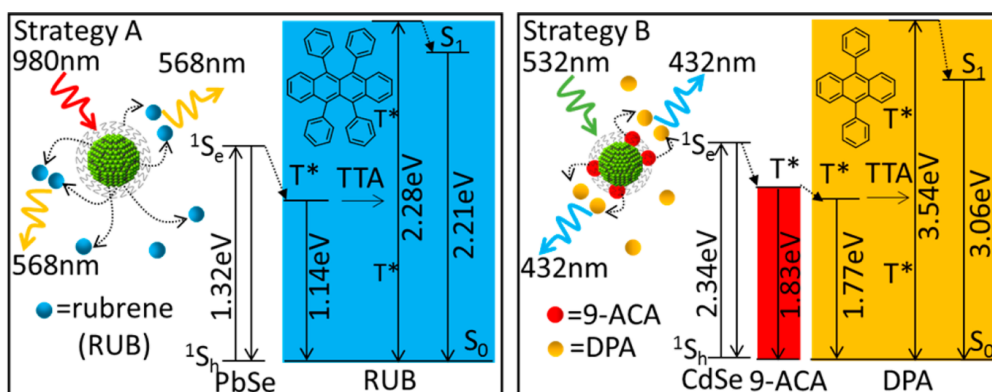 Strategy A
980nm
568nm
568nm
=rubrene
(RUB)
¹Sₑ
¹Sₕ
1.32eV
PbSe
T*
TTA
1.14eV
T*
T*
2.28eV
S₁
2.21eV
S₀
RUB
Strategy B
532nm
432nm
432nm
=9-ACA
=DPA
¹Sₑ
¹Sₕ
2.34eV
CdSe
T*
1.83eV
9-ACA
T*
TTA
1.77eV
T*
T*
3.54eV
S₁
3.06eV
S₀
DPA